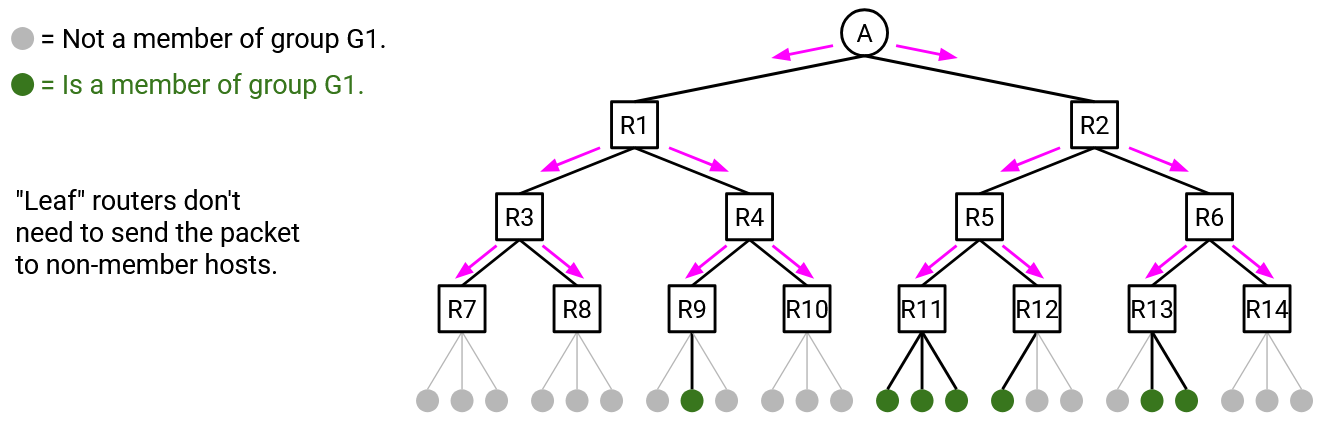 = Not a member of group G1.
= Is a member of group G1.
"Leaf" routers don't
need to send the packet
to non-member hosts.
A
R1
R2
R3
R4
R5
R6
R7
R8
R9
R10
R11
R12
R13
R14